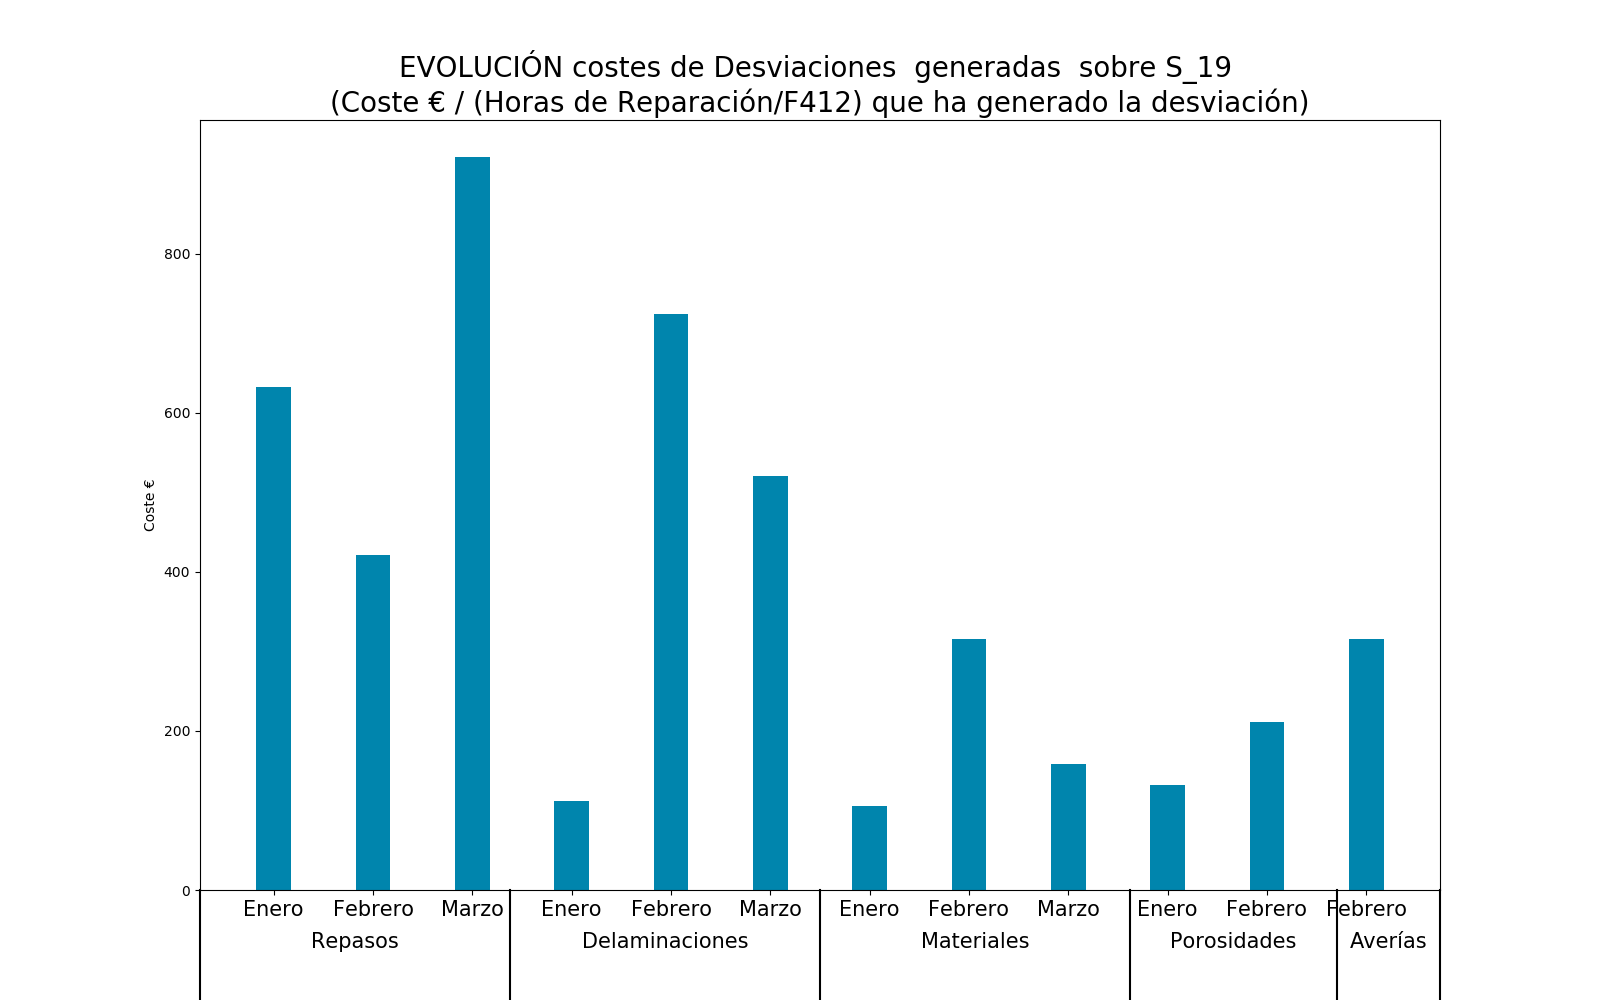 EVOLUCIÓN costes de Desviaciones  generadas  sobre S_19
(Coste € / (Horas de Reparación/F412) que ha generado la desviación)
800
600
400
200
0
Coste €
Enero Febrero Marzo Enero Febrero Marzo Enero Febrero Marzo Enero Febrero Febrero
Repasos Delaminaciones Materiales Porosidades Averías